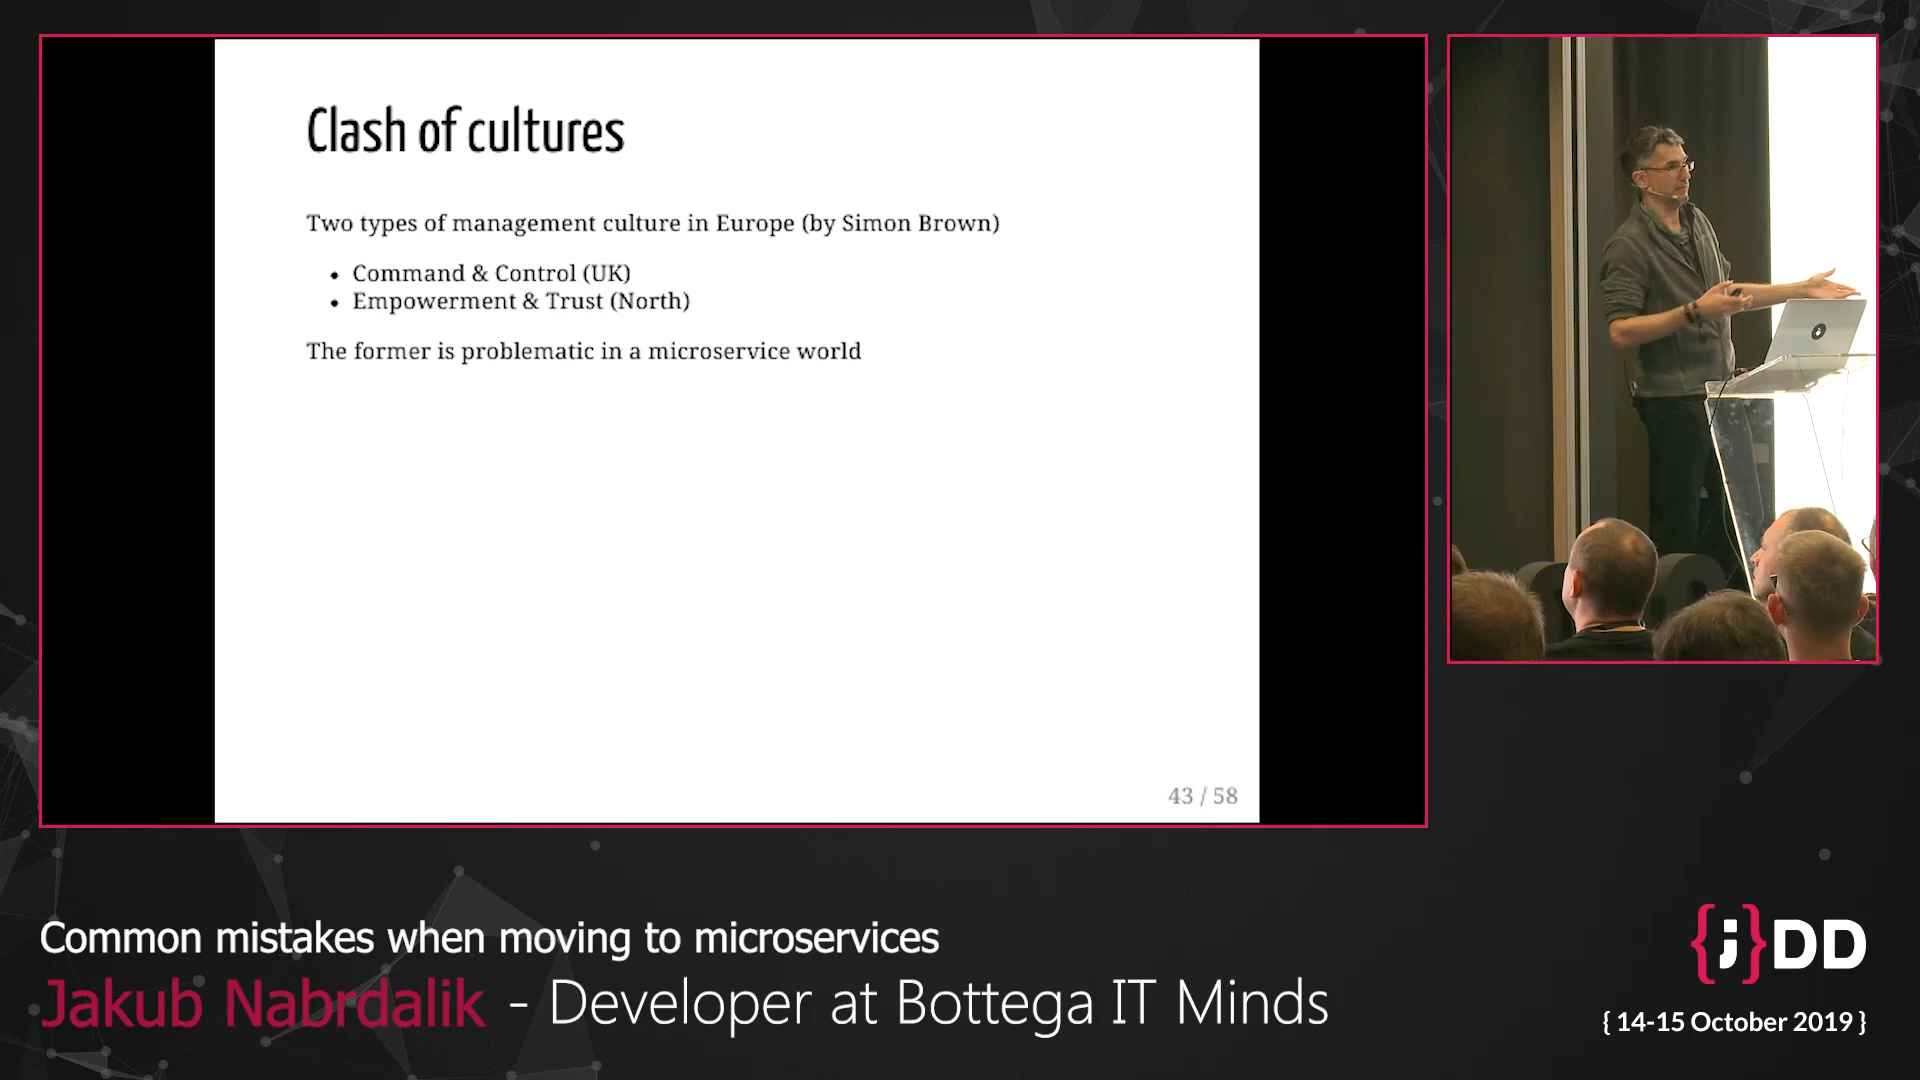 Clash of cultures
Two types of management culture in Europe (by Simon Brown)
• Command & Control (UK)
• Empowerment & Trust (North)
The former is problematic in a microservice world
43 / 58
Common mistakes when moving to microservices
Jakub Nabrdalik - Developer at Bottega IT Minds
{;}DD
{ 14-15 October 2019 }